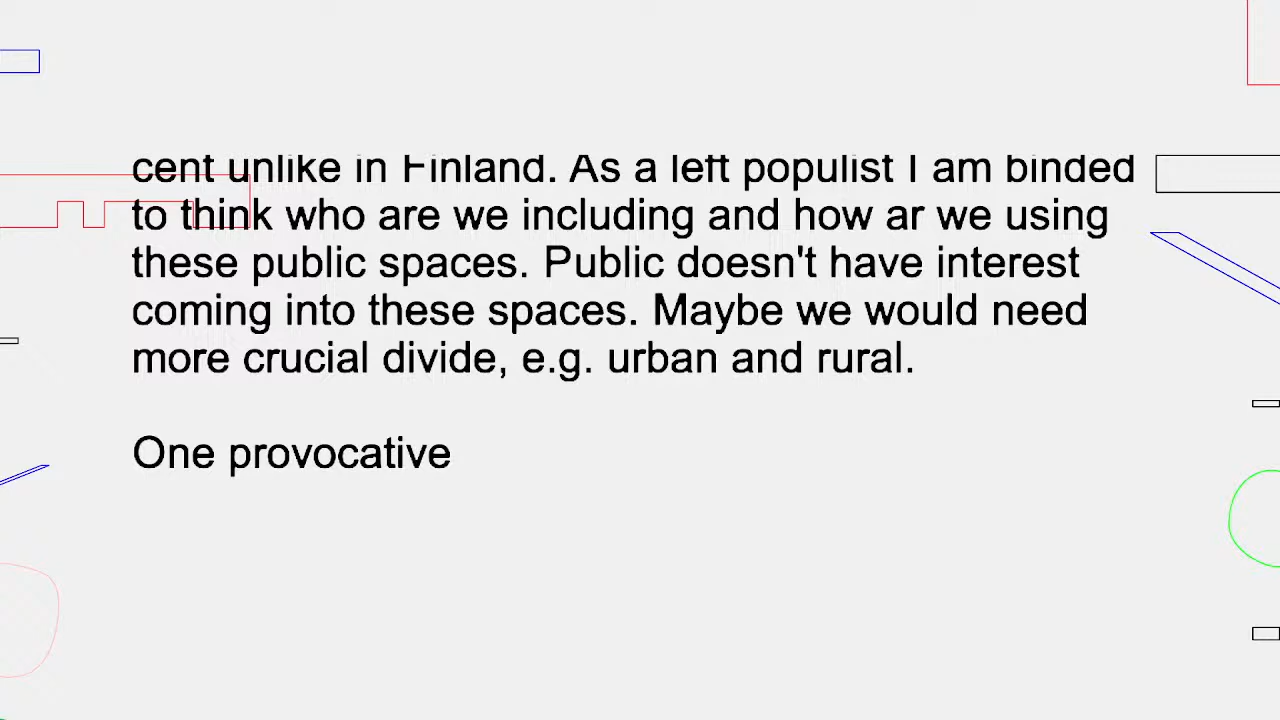 cent unlike in Finland. As a left populist I am binded
to think who are we including and how ar we using
these public spaces. Public doesn't have interest
coming into these spaces. Maybe we would need
more crucial divide, e.g. urban and rural.
One provocative